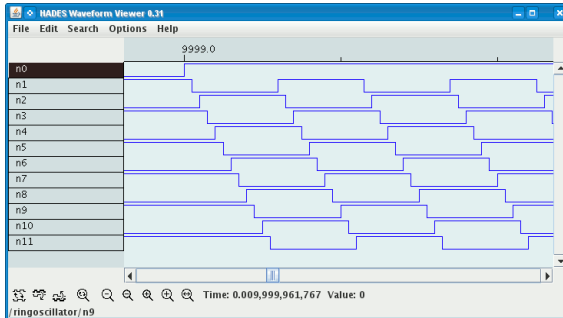 HADES Waveform Viewer 0.31
File Edit Search Options Help
9999.0
n0
n1
n2
n3
n4
n5
n6
n7
n8
n9
n10
n11
Time: 0.009,999,961,767 Value: 0
/ringoscillator/n9